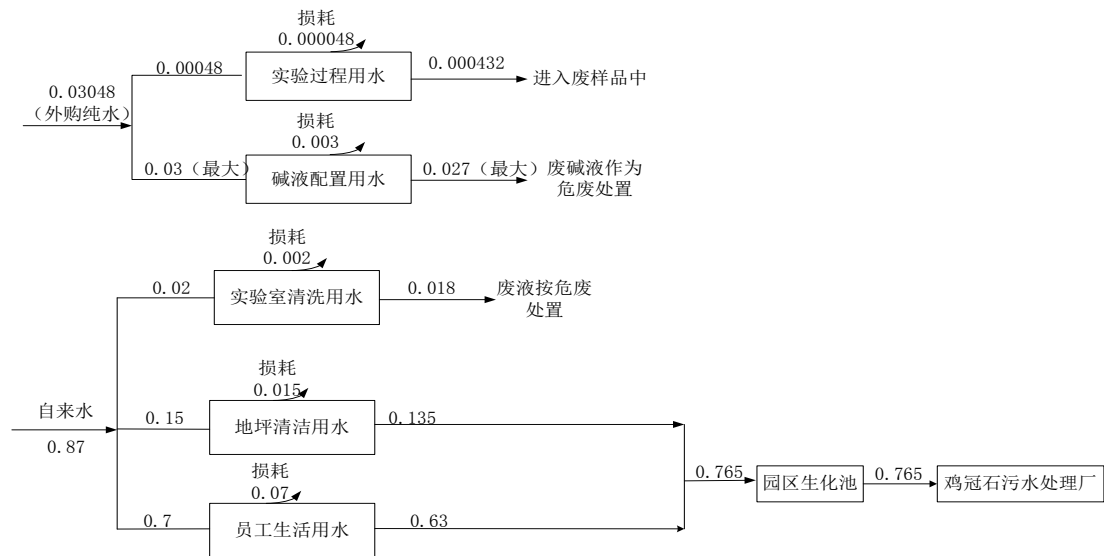 损耗
0.000048
0.00048
实验过程用水
0.000432
进入废样品中
0.03048
（外购纯水）
损耗
0.003
0.03（最大）
碱液配置用水
0.027（最大）
废碱液作为
危废处置
损耗
0.002
0.02
实验室清洗用水
0.018
废液按危废
处置
损耗
0.015
自来水
0.87
0.15
地坪清洁用水
0.135
损耗
0.07
0.7
员工生活用水
0.63
0.765
园区生化池
0.765
鸡冠石污水处理厂